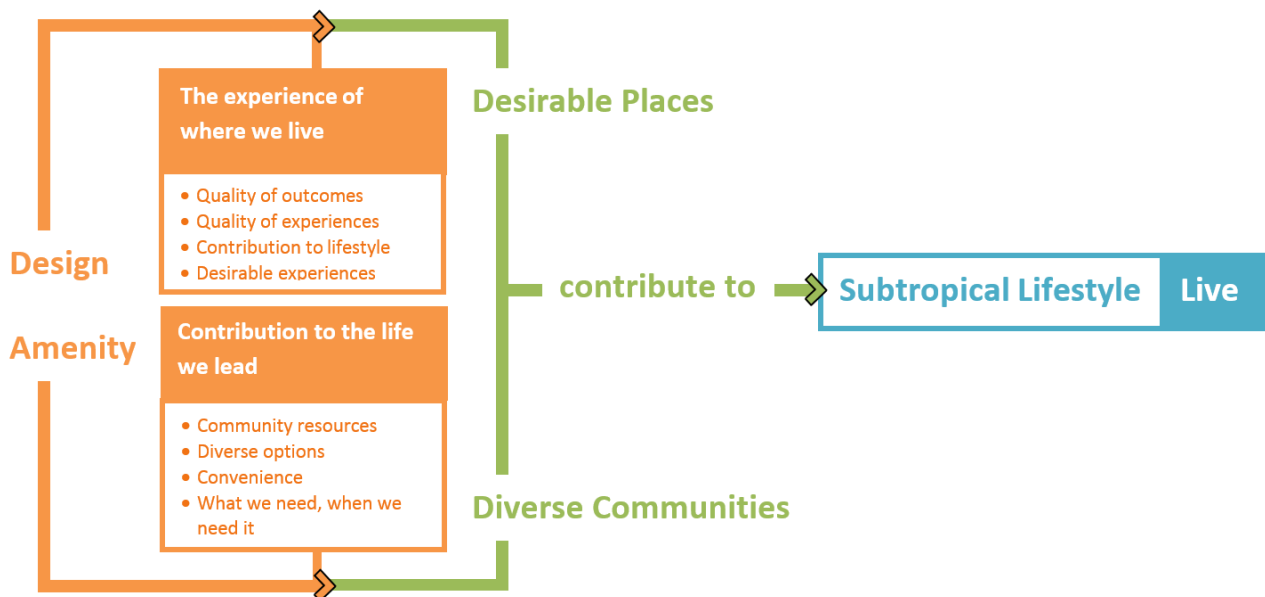 The experience of
where we live
Desirable Places
• Quality of outcomes
• Quality of experiences
• Contribution to lifestyle
• Desirable experiences
Design
contribute to
Subtropical Lifestyle
Live
Amenity
Contribution to the life
we lead
• Community resources
• Diverse options
• Convenience
• What we need, when we
need it
Diverse Communities